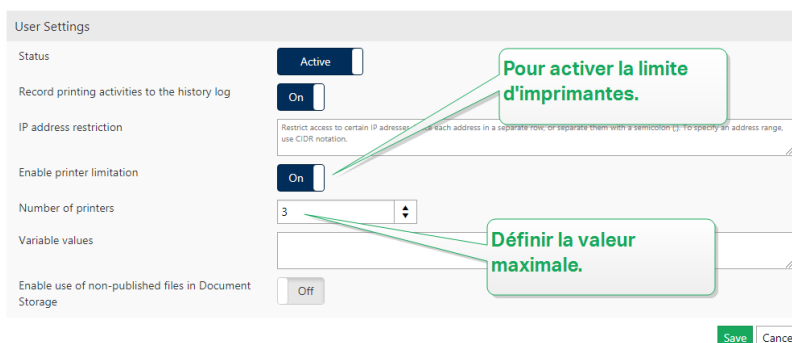 User Settings
Status
Active
Pour activer la limite
d'imprimantes.
Record printing activities to the history log
On
IP address restriction
Restrict access to certain IP adresses each address in a separate row, or separate them with a semicolon (;). To specify an address range,
use CIDR notation.
Enable printer limitation
On
Number of printers
3
Variable values
Définir la valeur
maximale.
Enable use of non-published files in Document
Storage
Off
Save
Cance